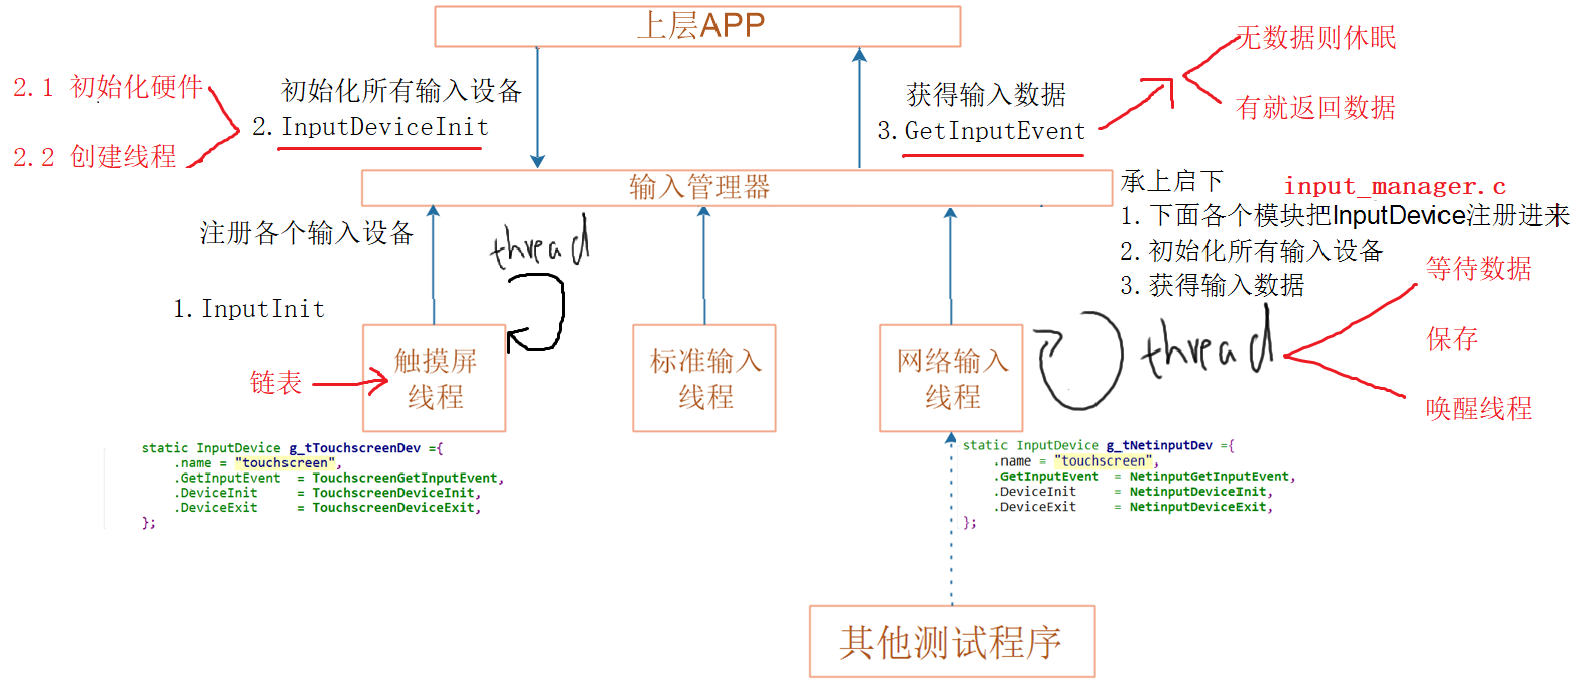 上层APP
无数据则休眠
2.1 初始化硬件
初始化所有输入设备
获得输入数据
有就返回数据
2.InputDeviceInit
3.GetInputEvent
2.2 创建线程
输入管理器
承上启下
input_manager.c
1.下面各个模块把InputDevice注册进来
注册各个输入设备
thread
2.初始化所有输入设备
等待数据
3.获得输入数据
1.InputInit
保存
thread
触摸屏
线程
标准输入
线程
网络输入
线程
链表
唤醒线程
static InputDevice g_tTouchscreenDev ={
.name = "touchscreen",
.GetInputEvent = TouchscreenGetInputEvent,
.DeviceInit = TouchscreenDeviceInit,
.DeviceExit = TouchscreenDeviceExit,
};
static InputDevice g_tNetinputDev ={
.name = "touchscreen",
.GetInputEvent = NetinputGetInputEvent,
.DeviceInit = NetinputDeviceInit,
.DeviceExit = NetinputDeviceExit,
};
其他测试程序